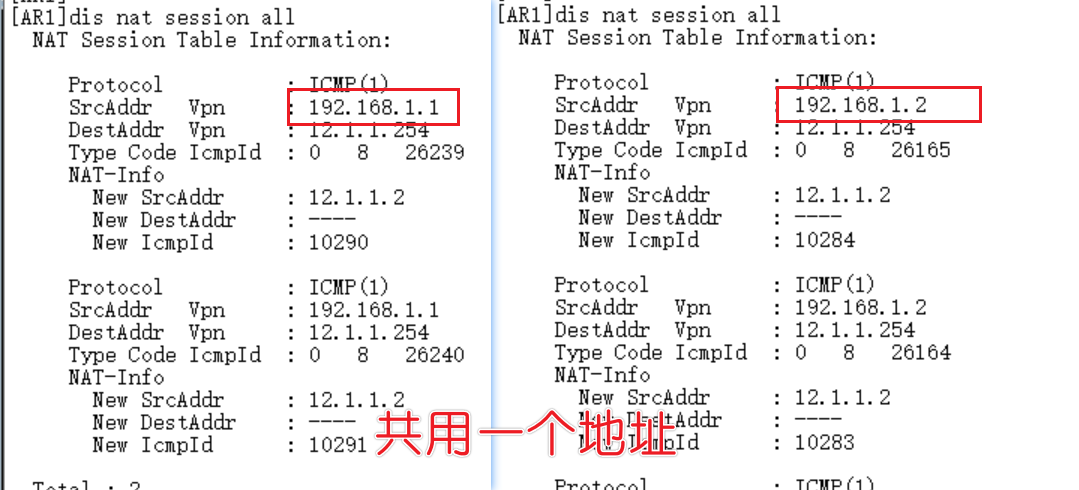 [AR1]dis nat session all
NAT Session Table Information:
Protocol : ICMP(1)
SrcAddr Vpn : 192.168.1.1
DestAddr Vpn : 12.1.1.254
Type Code IcmpId : 0 8 26239
NAT-Info
New SrcAddr : 12.1.1.2
New DestAddr : ----
New IcmpId : 10290
Protocol : ICMP(1)
SrcAddr Vpn : 192.168.1.1
DestAddr Vpn : 12.1.1.254
Type Code IcmpId : 0 8 26240
NAT-Info
New SrcAddr : 12.1.1.2
New DestAddr : ----
New IcmpId : 10291
[AR1]dis nat session all
NAT Session Table Information:
Protocol : ICMP(1)
SrcAddr Vpn : 192.168.1.2
DestAddr Vpn : 12.1.1.254
Type Code IcmpId : 0 8 26165
NAT-Info
New SrcAddr : 12.1.1.2
New DestAddr : ----
New IcmpId : 10284
Protocol : ICMP(1)
SrcAddr Vpn : 192.168.1.2
DestAddr Vpn : 12.1.1.254
Type Code IcmpId : 0 8 26164
NAT-Info
New SrcAddr : 12.1.1.2
New DestAddr : ----
New IcmpId : 10283
Protocol : ICMP(1)
共用一个地址